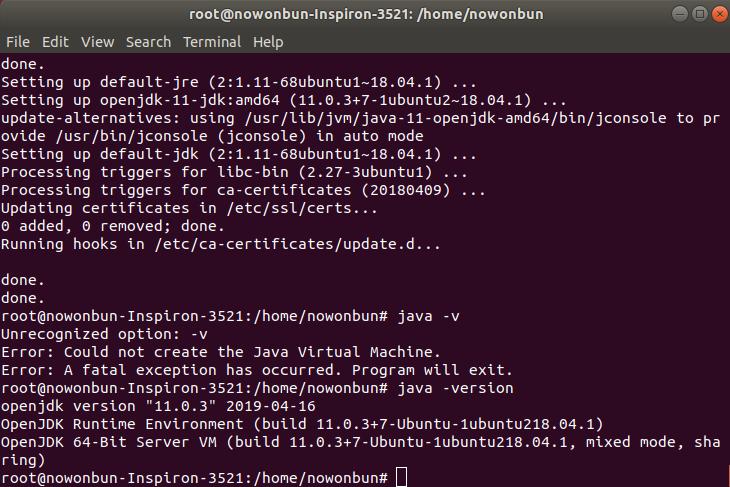 root@nowonbun-Inspiron-3521: /home/nowonbun
File Edit View Search Terminal Help
done.
Setting up default-jre (2:1.11-68ubuntu1~18.04.1) ...
Setting up openjdk-11-jdk:amd64 (11.0.3+7-1ubuntu2~18.04.1) ...
update-alternatives: using /usr/lib/jvm/java-11-openjdk-amd64/bin/jconsole to pr
ovide /usr/bin/jconsole (jconsole) in auto mode
Setting up default-jdk (2:1.11-68ubuntu1~18.04.1) ...
Processing triggers for libc-bin (2.27-3ubuntu1) ...
Processing triggers for ca-certificates (20180409) ...
Updating certificates in /etc/ssl/certs...
0 added, 0 removed; done.
Running hooks in /etc/ca-certificates/update.d...
done.
done.
root@nowonbun-Inspiron-3521:/home/nowonbun# java -v
Unrecognized option: -v
Error: Could not create the Java Virtual Machine.
Error: A fatal exception has occurred. Program will exit.
root@nowonbun-Inspiron-3521:/home/nowonbun# java -version
openjdk version "11.0.3" 2019-04-16
OpenJDK Runtime Environment (build 11.0.3+7-Ubuntu-1ubuntu218.04.1)
OpenJDK 64-Bit Server VM (build 11.0.3+7-Ubuntu-1ubuntu218.04.1, mixed mode, sha
ring)
root@nowonbun-Inspiron-3521:/home/nowonbun#